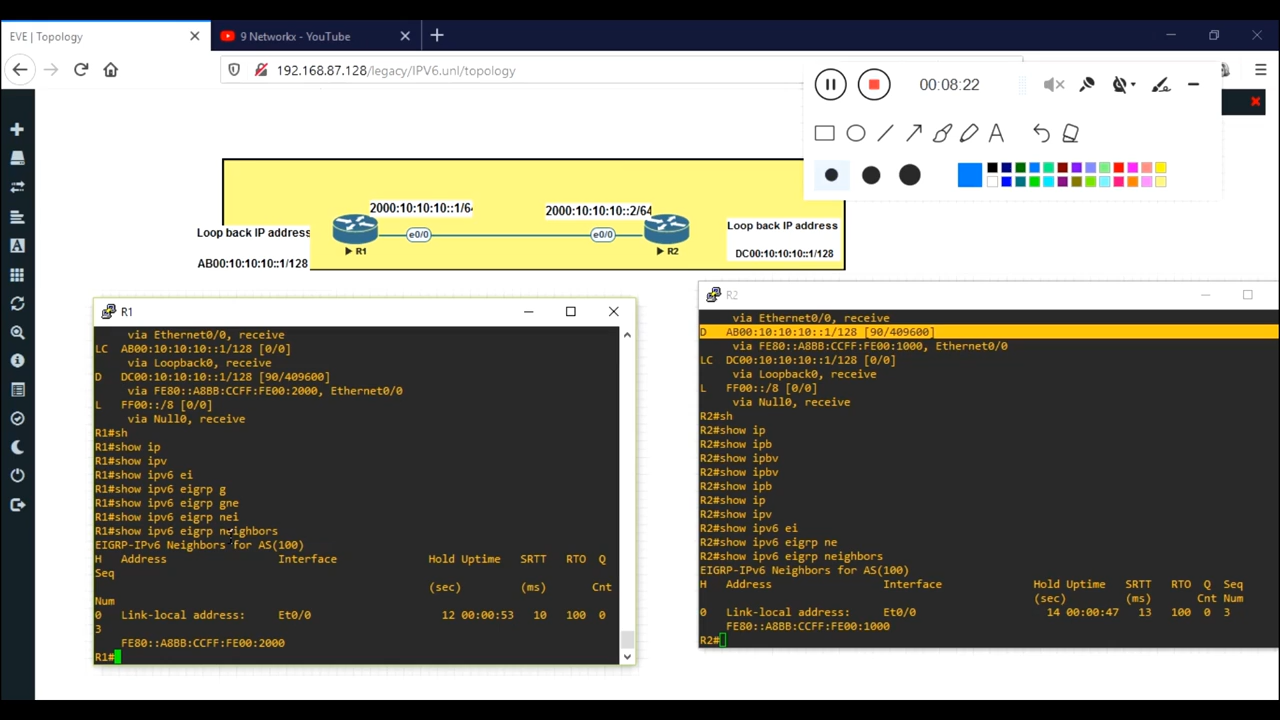 EVE | Topology
9 Networkx - YouTube
192.168.87.128/legacy/IPV6.unl/topology
00:08:22
A
2000:10:10:10::1/64
2000:10:10:10::2/64
Loop back IP address
AB00:10:10:10::1/128
e0/0
R1
e0/0
R2
Loop back IP address
DC00:10:10:10::1/128
R1
via Ethernet0/0, receive
LC AB00:10:10:10::1/128 [0/0]
via Loopback0, receive
D DC00:10:10:10::1/128 [90/409600]
via FE80::A8BB:CCFF:FE00:2000, Ethernet0/0
L FF00::/8 [0/0]
via Null0, receive
R1#sh
R1#show ip
R1#show ipv
R1#show ipv6 ei
R1#show ipv6 eigrp g
R1#show ipv6 eigrp gne
R1#show ipv6 eigrp nei
R1#show ipv6 eigrp neighbors
EIGRP-IPv6 Neighbors for AS(100)
H Address Interface Hold Uptime SRTT RTO Q
Seq
(sec) (ms) Cnt
Num
0 Link-local address: Et0/0 12 00:00:53 10 100 0
3
FE80::A8BB:CCFF:FE00:2000
R1#
R2
via Ethernet0/0, receive
D AB00:10:10:10::1/128 [90/409600]
via FE80::A8BB:CCFF:FE00:1000, Ethernet0/0
LC DC00:10:10:10::1/128 [0/0]
via Loopback0, receive
L FF00::/8 [0/0]
via Null0, receive
R2#sh
R2#show ip
R2#show ipb
R2#show ipbv
R2#show ipbv
R2#show ipb
R2#show ip
R2#show ipv
R2#show ipv6 ei
R2#show ipv6 eigrp ne
R2#show ipv6 eigrp neighbors
EIGRP-IPv6 Neighbors for AS(100)
H Address Interface Hold Uptime SRTT RTO Q Seq
(sec) (ms) Cnt Num
0 Link-local address: Et0/0 14 00:00:47 13 100 0 3
FE80::A8BB:CCFF:FE00:1000
R2#